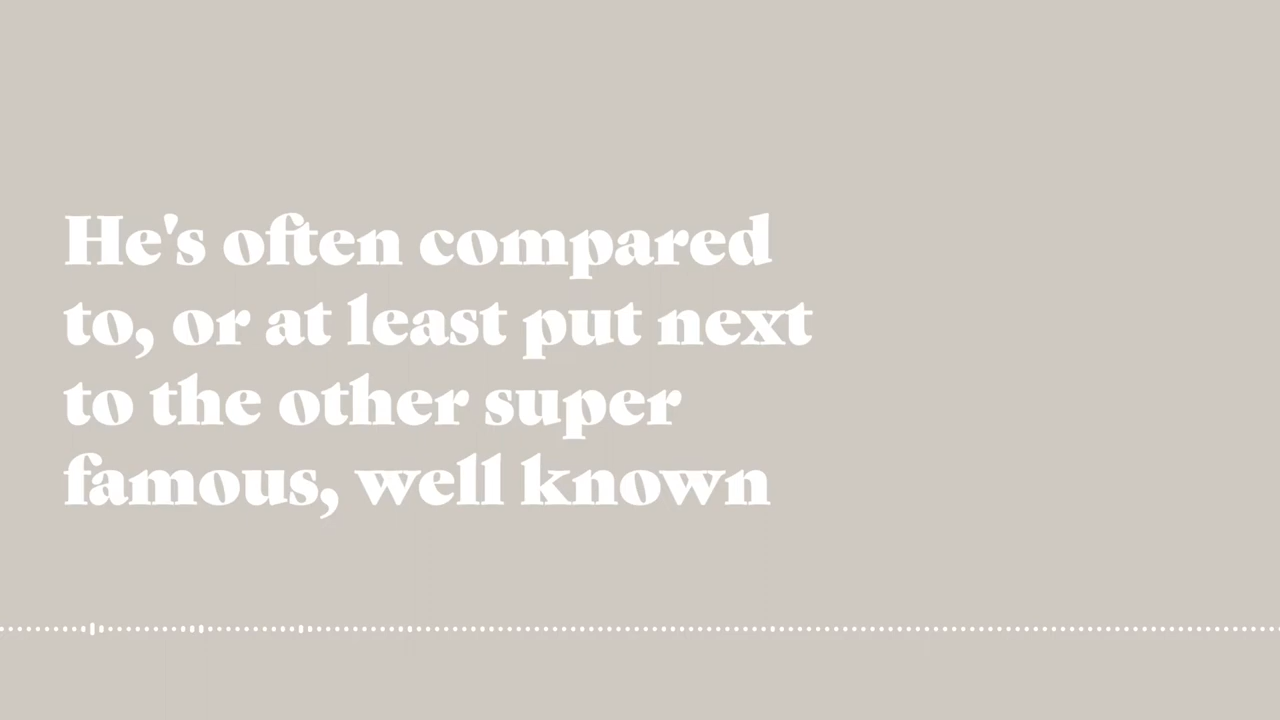 He's often compared
to, or at least put next
to the other super
famous, well known